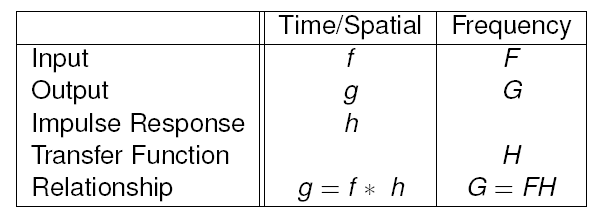 Time/Spatial Frequency
Input f F
Output g G
Impulse Response h
Transfer Function H
Relationship g = f * h G = FH